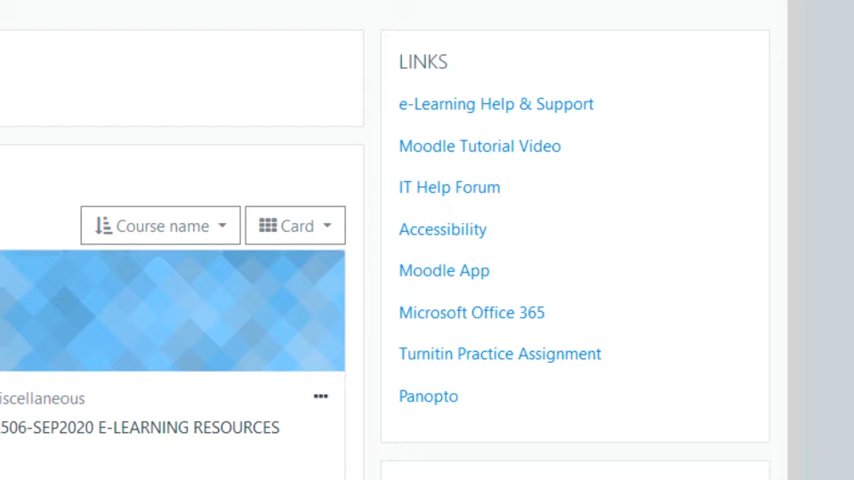 LINKS
e-Learning Help & Support
Moodle Tutorial Video
IT Help Forum
Accessibility
Moodle App
Microsoft Office 365
Turnitin Practice Assignment
Panopto
Course name
Card
iscellaneous
506-SEP2020 E-LEARNING RESOURCES